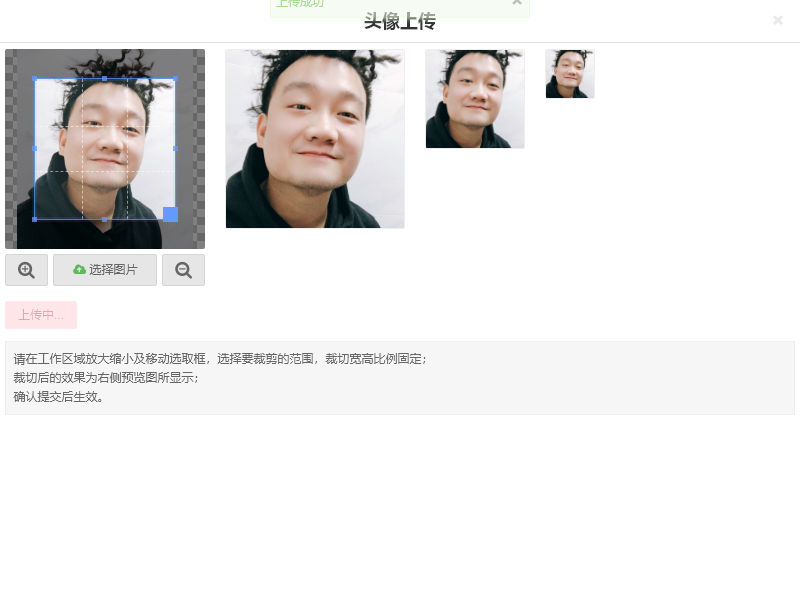 上传成功
头像上传
选择图片
上传中...
请在工作区域放大缩小及移动选取框，选择要裁剪的范围，裁切宽高比例固定；
裁切后的效果为右侧预览图所显示；
确认提交后生效。